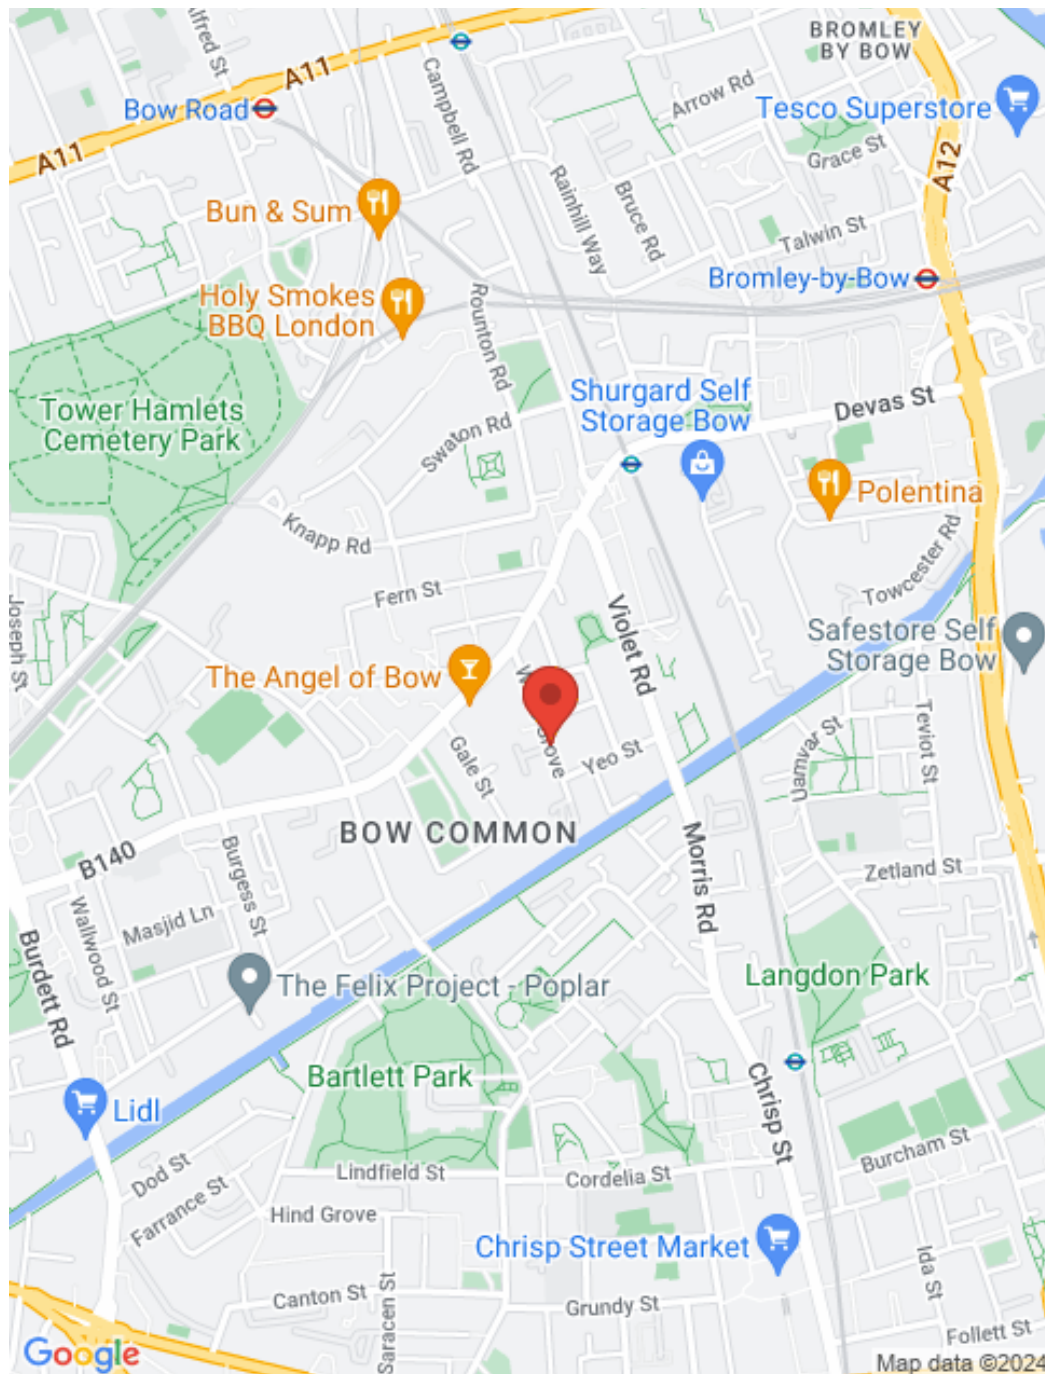 Alfred St
A11
BROMLEY
BY BOW
Campbell Rd
Bow Road
Arrow Rd
Tesco Superstore
A11
Grace St
A12
Rainhill Way
Bruce Rd
Bun & Sum
Talwin St
Bromley-by-Bow
Holy Smokes
BBQ London
Rounton Rd
Shurgard Self
Storage Bow
Devas St
Tower Hamlets
Cemetery Park
Swaton Rd
Polentina
Knapp Rd
Towcester Rd
Fern St
Joseph St
Violet Rd
Safestore Self
Storage Bow
The Angel of Bow
W
Grove
Gale St
Yeo St
Uamvar St
Teviot St
BOW COMMON
B140
Burgess St
Morris Rd
Zetland St
Wallwood St
Masjid Ln
Burdett Rd
Langdon Park
The Felix Project - Poplar
Bartlett Park
Chrisp St
Lidl
Burcham St
Dod St
Lindfield St
Cordelia St
Farrance St
Hind Grove
Chrisp Street Market
Ida St
Canton St
Saracen St
Grundy St
Follett St
Google
Map data ©2024